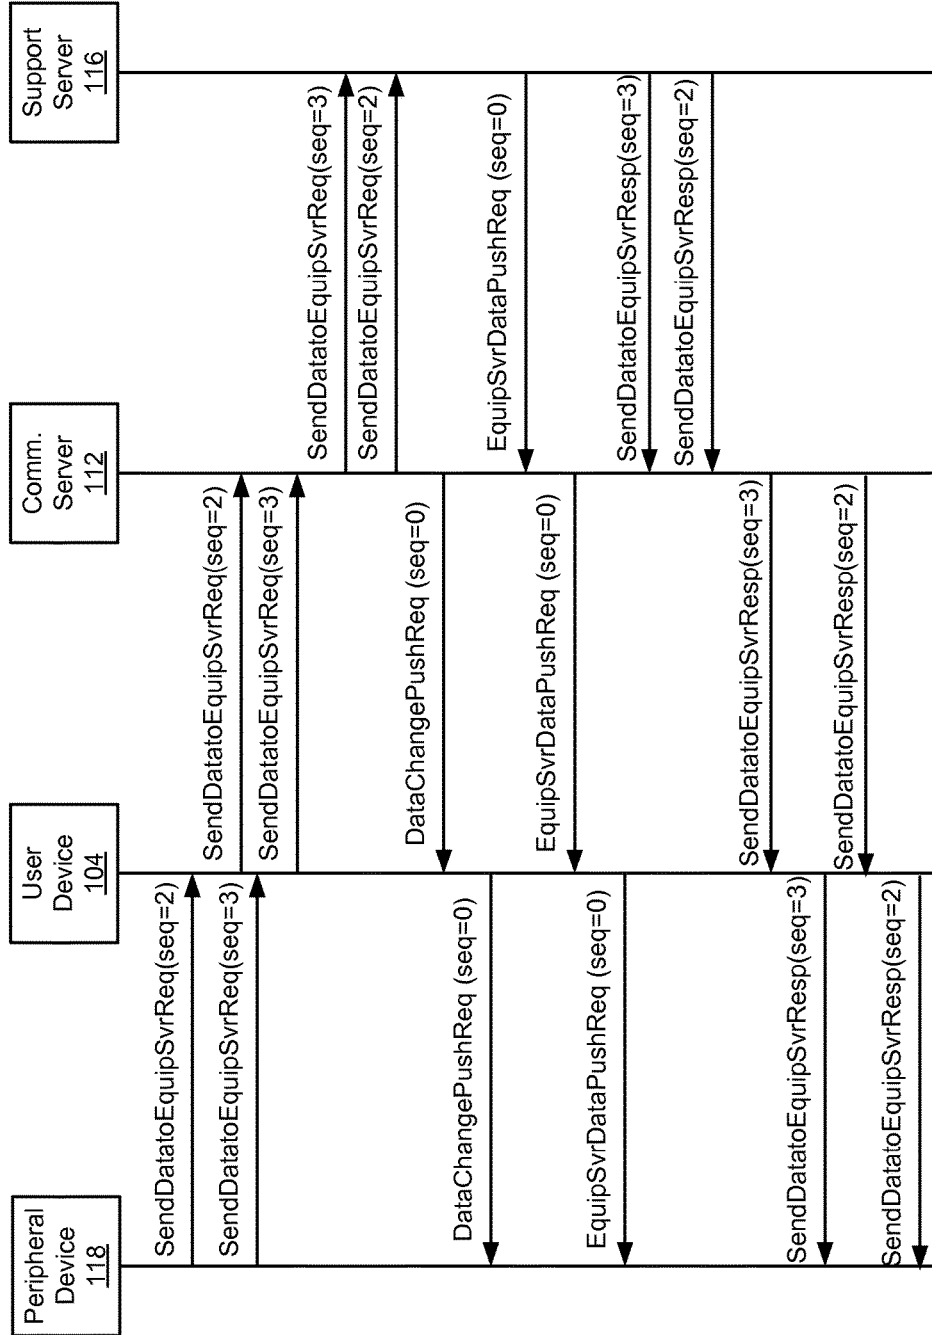 Peripheral
Device
118
User
Device
104
Comm.
Server
112
Support
Server
116
SendDatatoEquipSvrReq(seq=2)
SendDatatoEquipSvrReq(seq=3)
SendDatatoEquipSvrReq(seq=2)
SendDatatoEquipSvrReq(seq=3)
SendDatatoEquipSvrReq(seq=3)
SendDatatoEquipSvrReq(seq=2)
DataChangePushReq (seq=0)
DataChangePushReq (seq=0)
EquipSvrDataPushReq (seq=0)
EquipSvrDataPushReq (seq=0)
EquipSvrDataPushReq (seq=0)
SendDatatoEquipSvrResp(seq=3)
SendDatatoEquipSvrResp(seq=2)
SendDatatoEquipSvrResp(seq=3)
SendDatatoEquipSvrResp(seq=3)
SendDatatoEquipSvrResp(seq=2)
SendDatatoEquipSvrResp(seq=2)